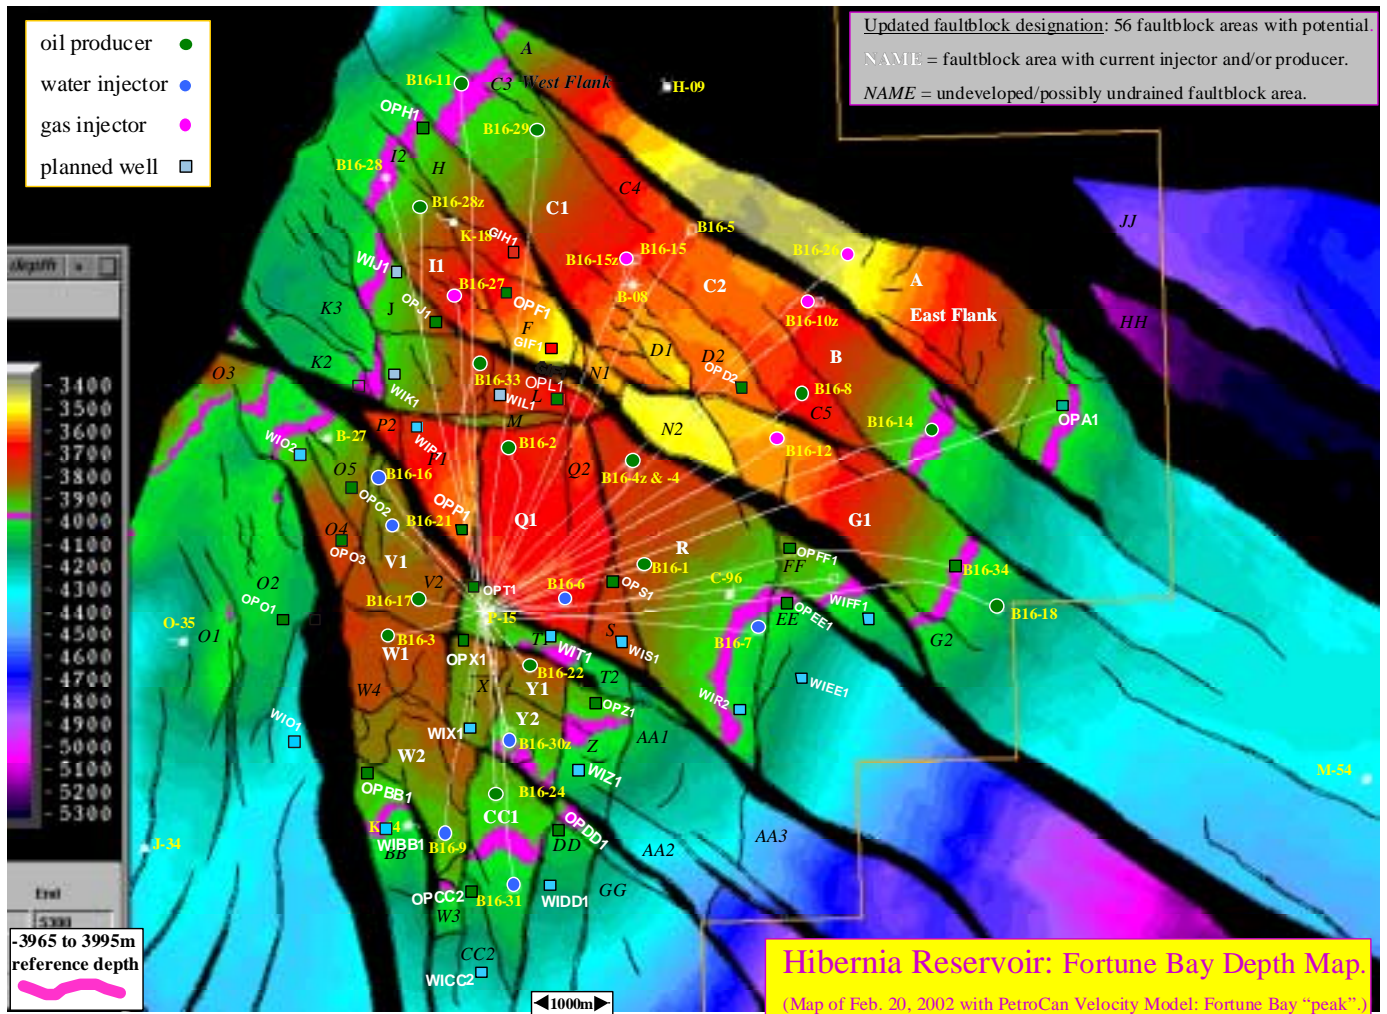 oil producer
water injector
gas injector
planned well
Updated faultblock designation: 56 faultblock areas with potential.
NAME = faultblock area with current injector and/or producer.
NAME = undeveloped/possibly undrained faultblock area.
A
West Flank
C3
B16-11
H-09
OPH1
B16-29
I2
H
B16-28
C4
JJ
B16-28z
C1
K-18
GIH1
B16-5
B16-15
B16-15z
B16-26
WIJ1
I1
B16-27
B-08
C2
A
East Flank
K3
J
OPJ1
OPF1
F
B16-10z
HH
GIF1
D1
D2
B
K2
O3
B16-33
N1
OPD2
B16-8
WIK1
OPL1
L
WIL1
C5
OPA1
P2
M
N2
B16-14
WIO2
B-27
WIP1
P1
B16-2
B16-12
O5
B16-16
Q2
B16-4z & -4
OPO2
OPP1
O4
B16-21
Q1
G1
OPO3
V1
R
OPFF1
FF
O2
V2
OPT1
B16-6
OPS1
B16-1
C-96
WIFF1
B16-34
OPO1
B16-17
P-15
EE
OPEE1
B16-18
O-35
O1
B16-3
W1
OPX1
T1
WIT1
S
WIS1
B16-7
G2
B16-22
W4
X
Y1
T2
WIEE1
OPZ1
WIR2
WIO1
WIX1
Y2
AA1
B16-30z
Z
W2
WIZ1
M-54
OPBB1
B16-24
CC1
OPDD1
J-34
WIBB1
BB
B16-9
DD
AA2
AA3
OPCC2
B16-31
WIDD1
GG
W3
CC2
WICC2
3400
3500
3600
3700
3800
3900
4000
4100
4200
4300
4400
4500
4600
4700
4800
4900
5000
5100
5200
5300
End
5300
-3965 to 3995m
reference depth
1000m
Hibernia Reservoir: Fortune Bay Depth Map.
(Map of Feb. 20, 2002 with PetroCan Velocity Model: Fortune Bay “peak”.)